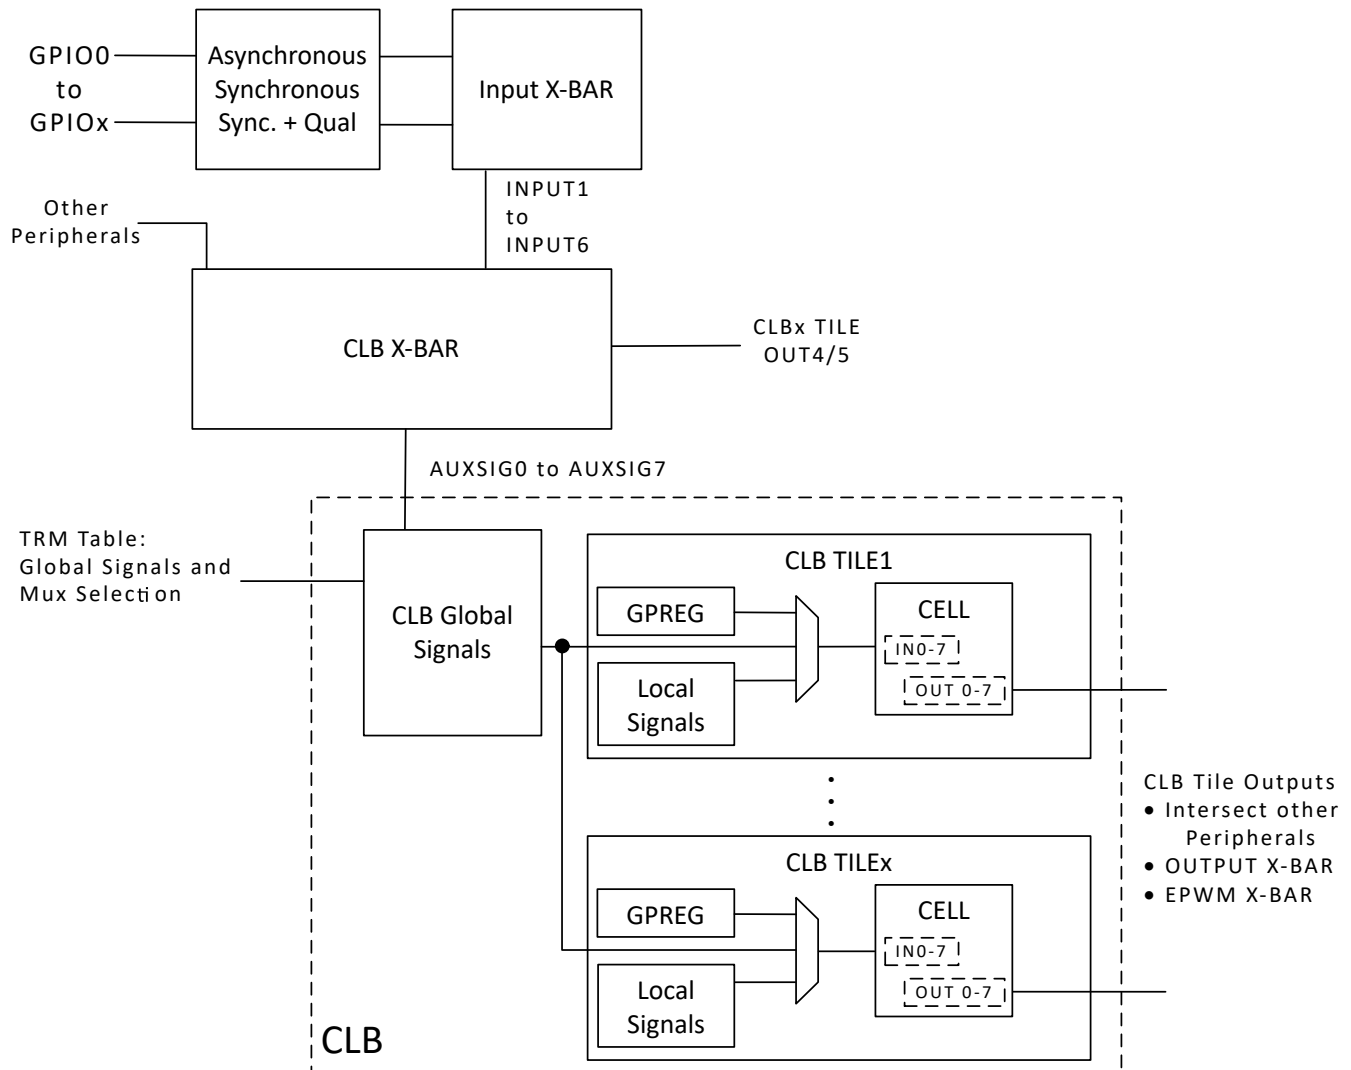 GPIO0
to
GPIOx
Asynchronous
Synchronous
Sync. + Qual
Input X-BAR
INPUT1
to
INPUT6
Other
Peripherals
CLB X-BAR
CLBx TILE
OUT4/5
AUXSIG0 to AUXSIG7
TRM Table:
Global Signals and
Mux Selection
CLB Global
Signals
CLB TILE1
GPREG
Local
Signals
CELL
IN0-7
OUT 0-7
CLB TILEx
GPREG
Local
Signals
CELL
IN0-7
OUT 0-7
CLB Tile Outputs
• Intersect other
Peripherals
• OUTPUT X-BAR
• EPWM X-BAR
CLB